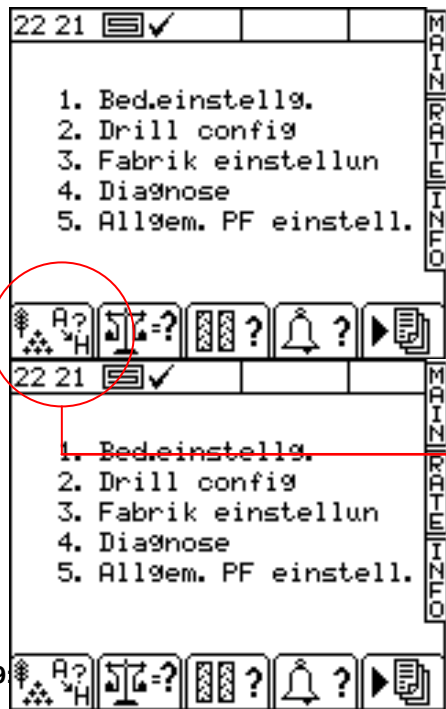 22 21
MAIN RATE INFO
1. Bed.einstellg.
2. Drill config
3. Fabrik einstellun
4. Diagnose
5. Allgem. PF einstell.
A? H =? ? ?
22 21
MAIN RATE INFO
1. Bed.einstellg.
2. Drill config
3. Fabrik einstellun
4. Diagnose
5. Allgem. PF einstell.
9
A? H =? ? ?